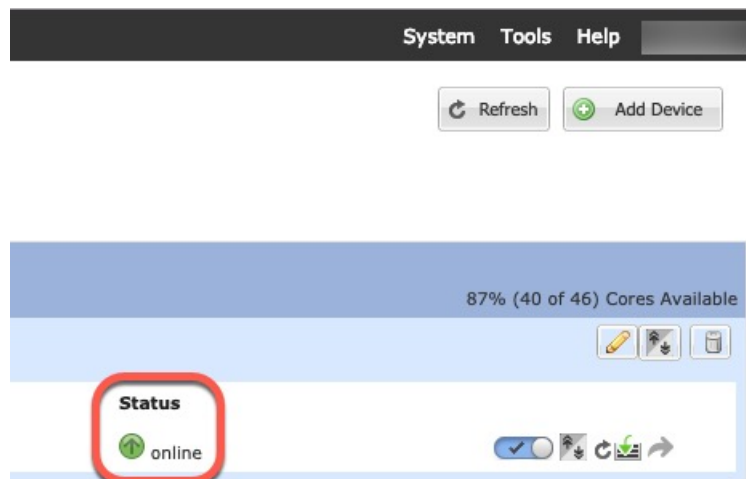 System Tools Help
Refresh Add Device
87% (40 of 46) Cores Available
Status
online